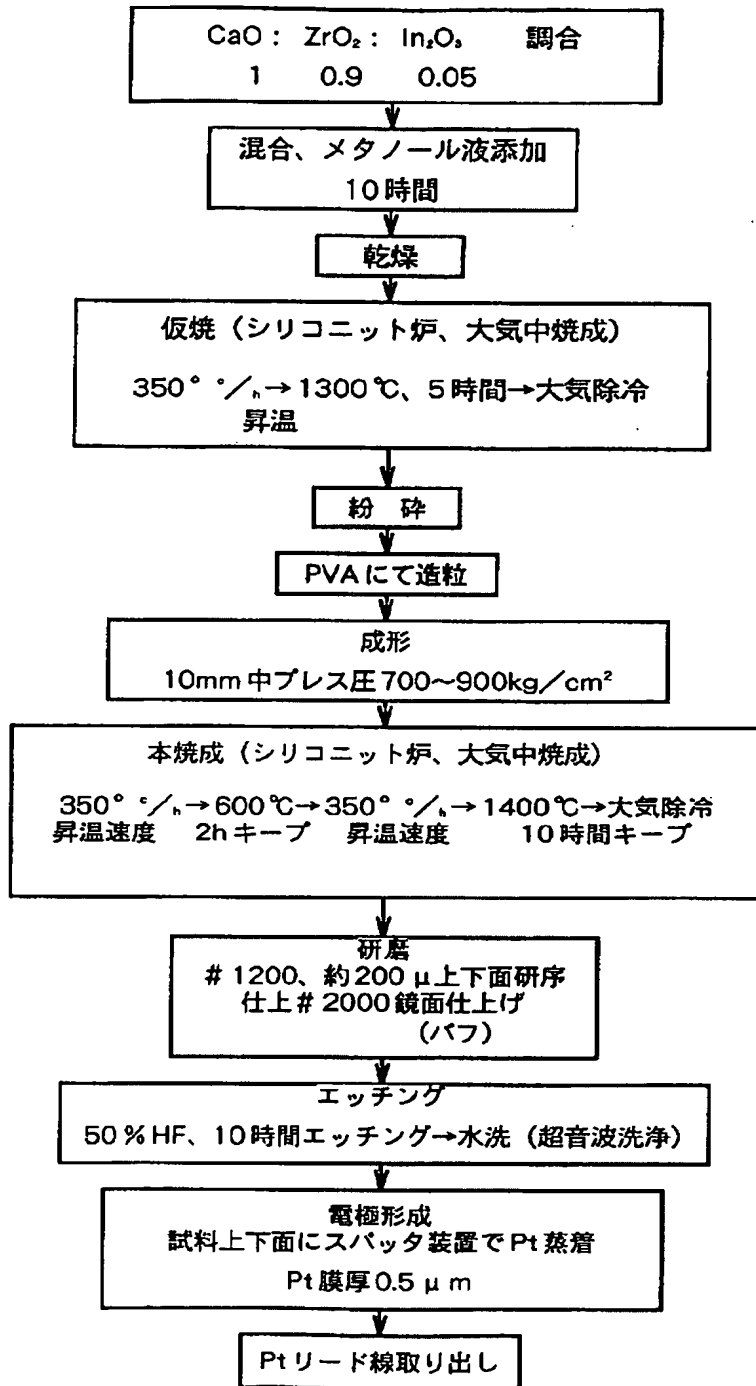 CaO : ZrO₂ : In₂O₃ 調合
1 0.9 0.05
混合、メタノール液添加
10時間
乾燥
仮焼（シリコニット炉、大気中焼成）
350° °/h→1300℃、5時間→大気除冷
昇温
粉 砕
PVAにて造粒
成形
10mm中プレス圧700〜900kg/cm²
本焼成（シリコニット炉、大気中焼成）
350° °/h→600℃→350° °/h→1400℃→大気除冷
昇温速度 2hキープ 昇温速度 10時間キープ
研磨
＃1200、約200μ上下面研序
仕上＃2000鏡面仕上げ
（バフ）
エッチング
50％HF、10時間エッチング→水洗（超音波洗浄）
電極形成
試料上下面にスパッタ装置でPt蒸着
Pt膜厚0.5μm
Ptリード線取り出し